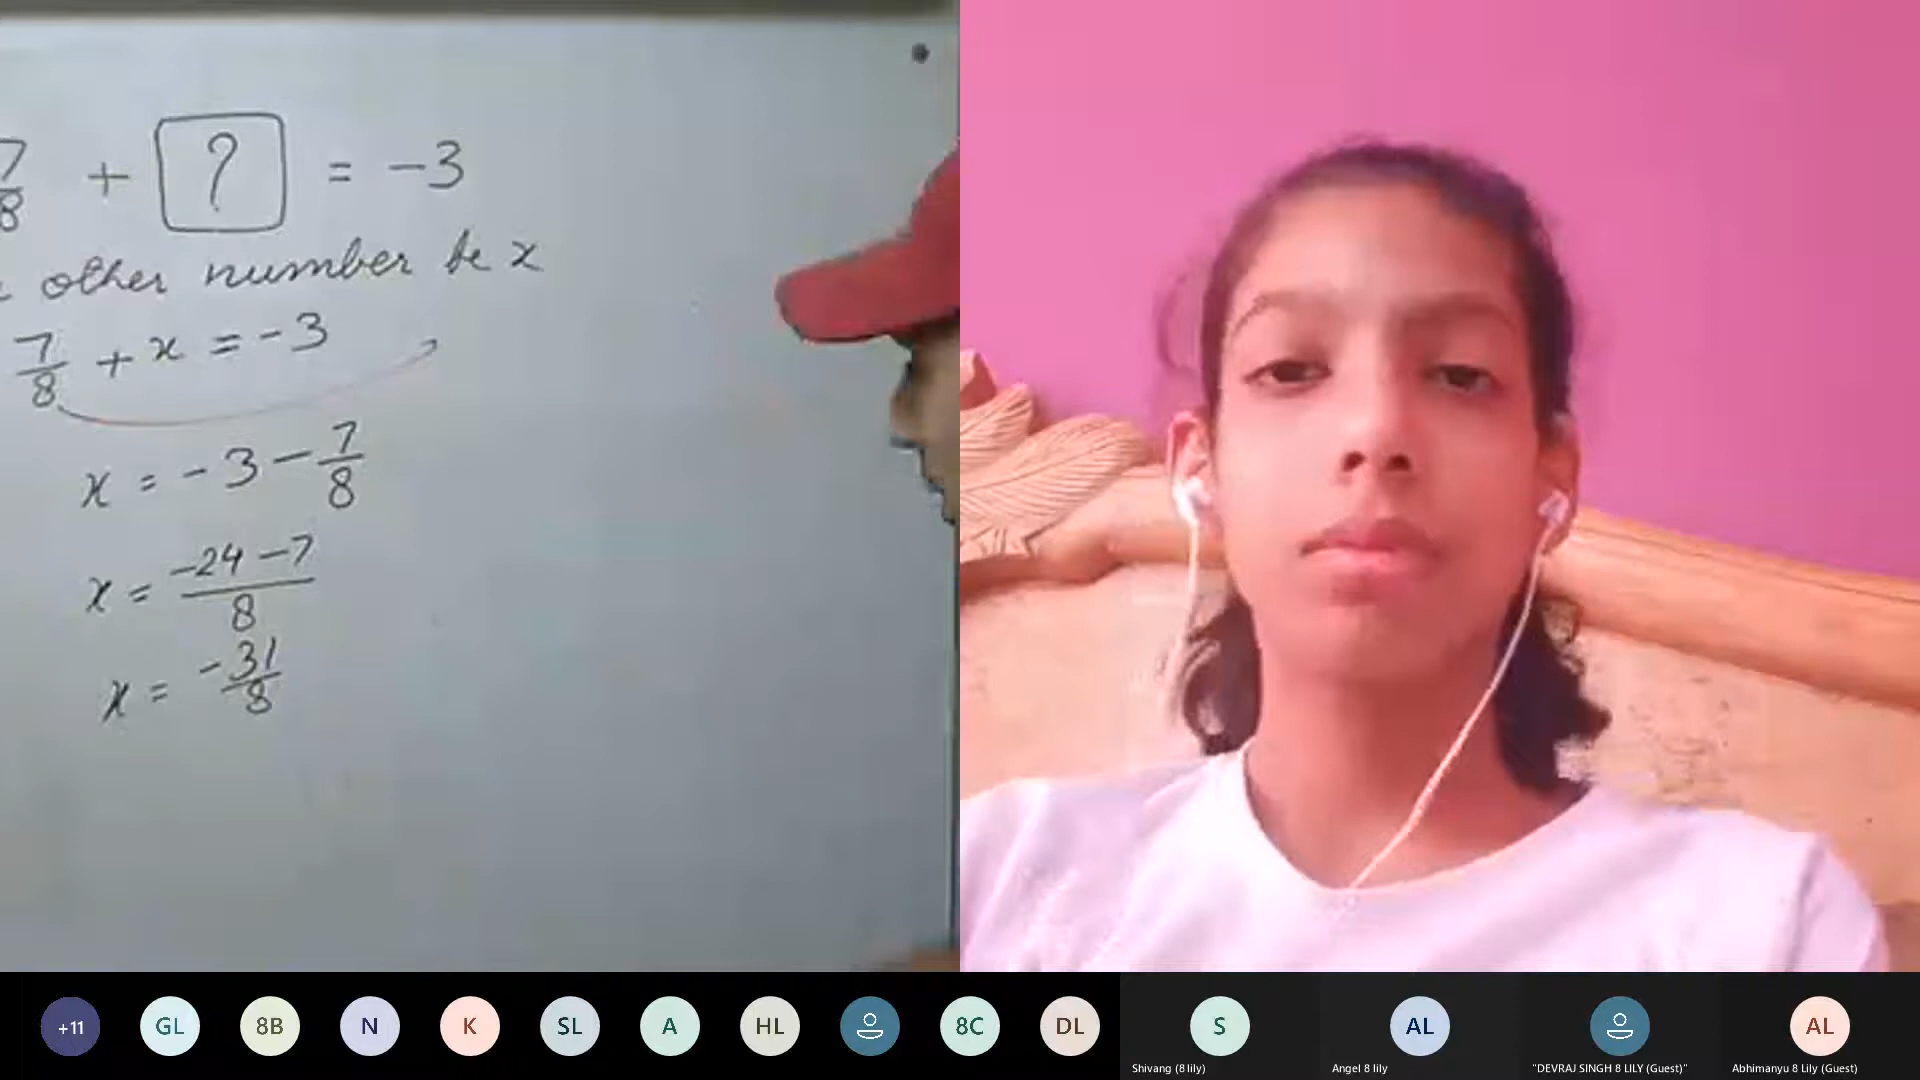 7/8 + ? = -3
other number be x
7/8 + x = -3
x = -3 - 7/8
x = -24 - 7/8
x = -31/8
+11 GL 8B N K SL A HL 8C DL S AL AL
Shivang (8 lily) Angel 8 lily "DEVRAJ SINGH 8 LILY (Guest)" Abhimanyu 8 Lily (Guest)